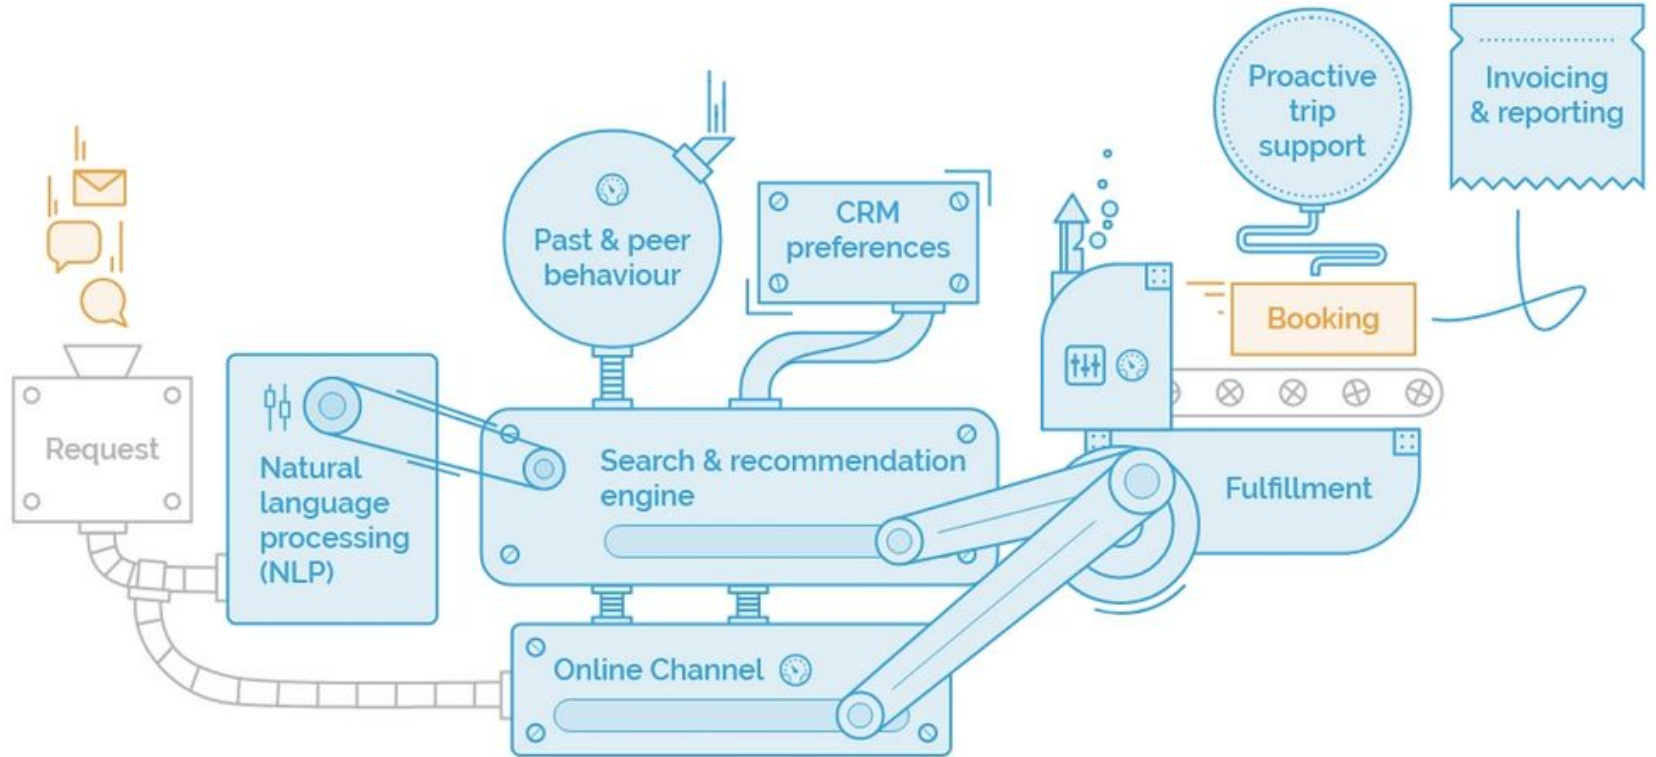 Request
Natural
language
processing
(NLP)
Past & peer
behaviour
CRM
preferences
Search & recommendation
engine
Online Channel
Fulfillment
Booking
Proactive
trip
support
Invoicing
& reporting